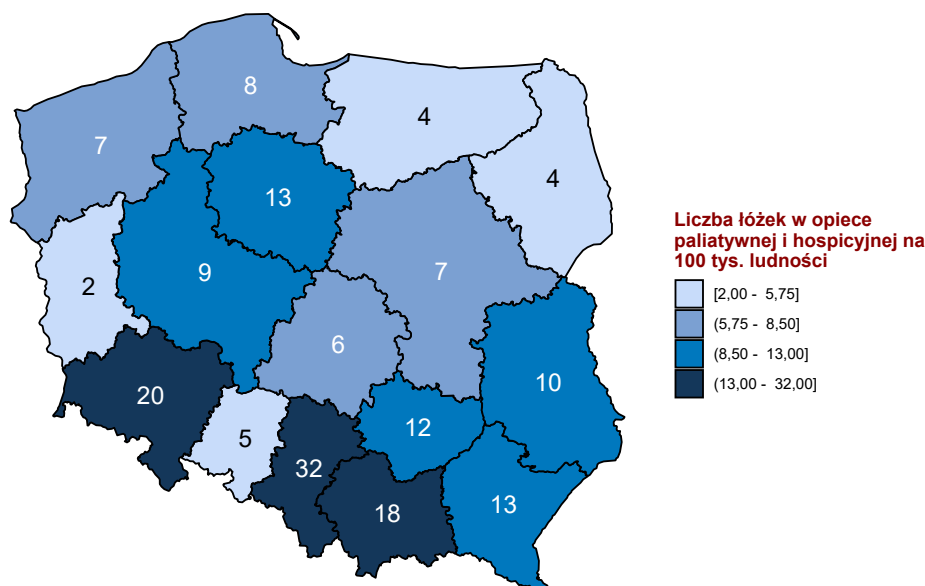 8
4
7
4
13
9
7
2
6
10
20
12
5
32
18
13
Liczba łóżek w opiece
paliatywnej i hospicyjnej na
100 tys. ludności
[2,00 - 5,75]
(5,75 - 8,50]
(8,50 - 13,00]
(13,00 - 32,00]